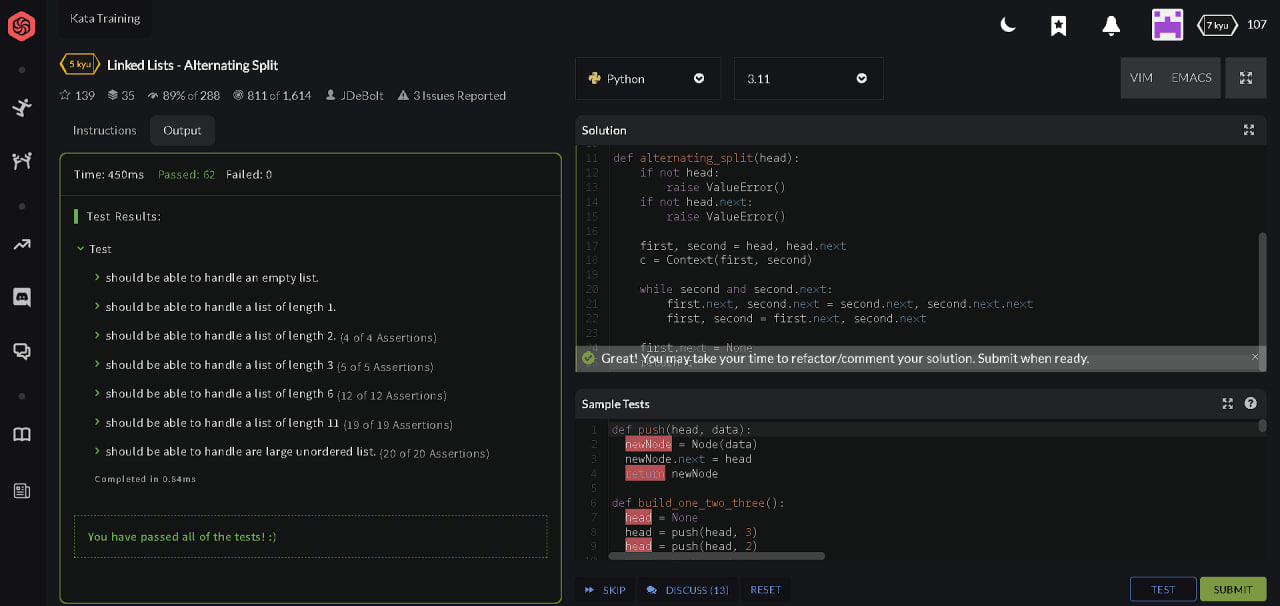 Kata Training
7 kyu 107
5 kyu Linked Lists - Alternating Split
139 35 89% of 288 811 of 1,614 JDeBolt 3 Issues Reported
Instructions Output
Time: 450ms Passed: 62 Failed: 0
Test Results:
Test
should be able to handle an empty list.
should be able to handle a list of length 1.
should be able to handle a list of length 2. (4 of 4 Assertions)
should be able to handle a list of length 3 (5 of 5 Assertions)
should be able to handle a list of length 6 (12 of 12 Assertions)
should be able to handle a list of length 11 (19 of 19 Assertions)
should be able to handle are large unordered list. (20 of 20 Assertions)
Completed in 0.64ms
You have passed all of the tests! :)
Python 3.11 VIM EMACS
Solution
11 def alternating_split(head):
12 if not head:
13 raise ValueError()
14 if not head.next:
15 raise ValueError()
16
17 first, second = head, head.next
18 c = Context(first, second)
19
20 while second and second.next:
21 first.next, second.next = second.next, second.next.next
22 first, second = first.next, second.next
23
24 first.next = None
Great! You may take your time to refactor/comment your solution. Submit when ready.
Sample Tests
1 def push(head, data):
2 newNode = Node(data)
3 newNode.next = head
4 return newNode
5
6 def build_one_two_three():
7 head = None
8 head = push(head, 3)
9 head = push(head, 2)
SKIP DISCUSS (13) RESET TEST SUBMIT